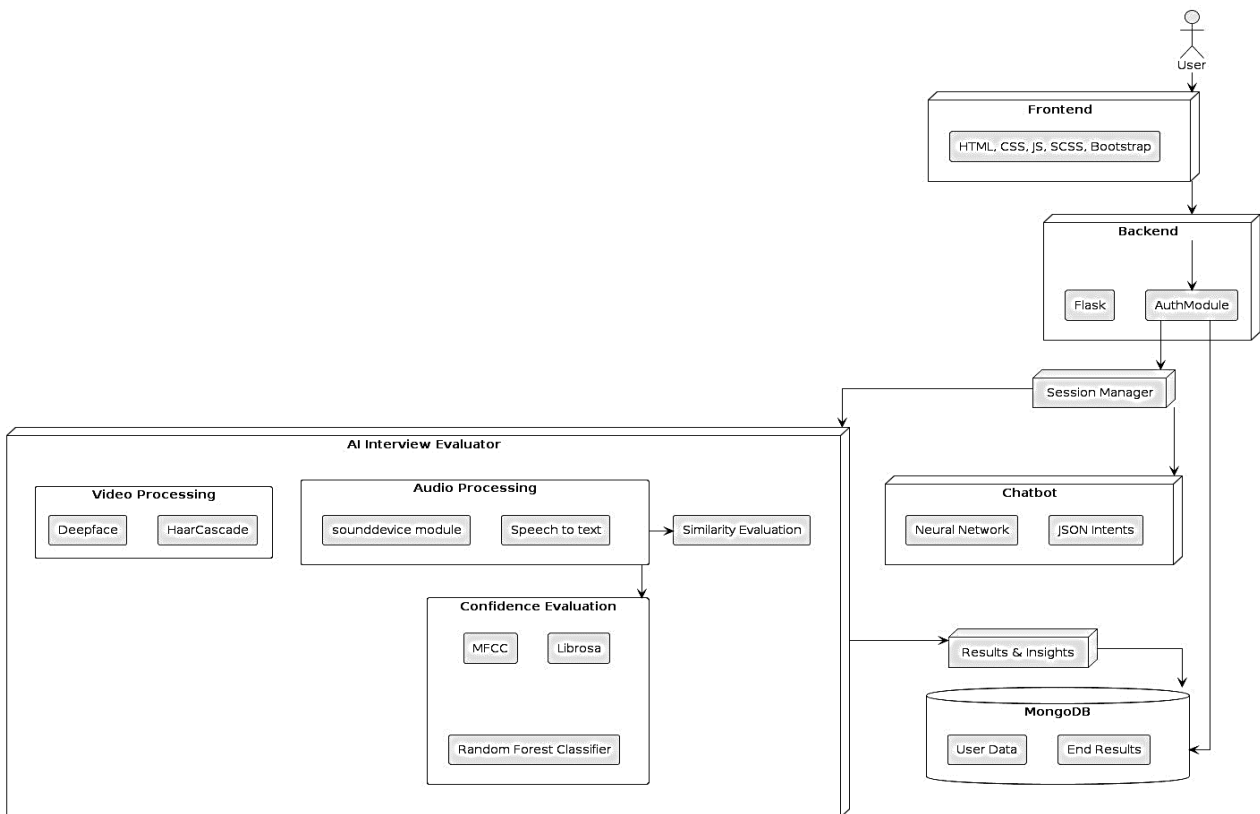 User
Frontend
HTML, CSS, JS, SCSS, Bootstrap
Backend
Flask
AuthModule
Session Manager
AI Interview Evaluator
Video Processing
Deepface
HaarCascade
Audio Processing
sounddevice module
Speech to text
Similarity Evaluation
Chatbot
Neural Network
JSON Intents
Confidence Evaluation
MFCC
Librosa
Random Forest Classifier
Results & Insights
MongoDB
User Data
End Results